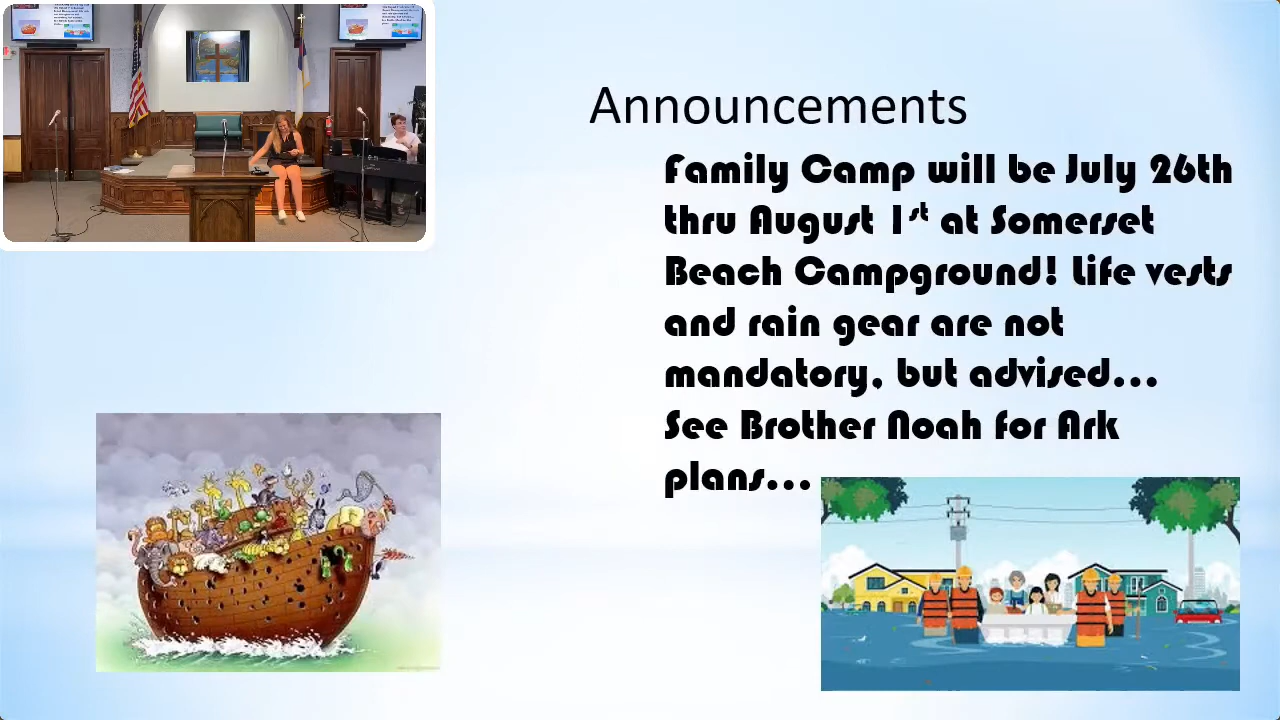 Announcements
Family Camp will be July 26th
thru August 1st at Somerset
Beach Campground! Life vests
and rain gear are not
mandatory, but advised...
See Brother Noah for Ark
plans...